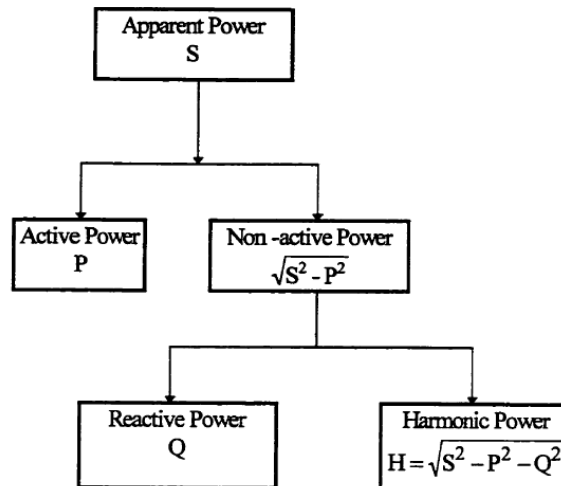 Apparent Power
S
Active Power
P
Non -active Power
√S² - P²
Reactive Power
Q
Harmonic Power
H = √S² - P² - Q²